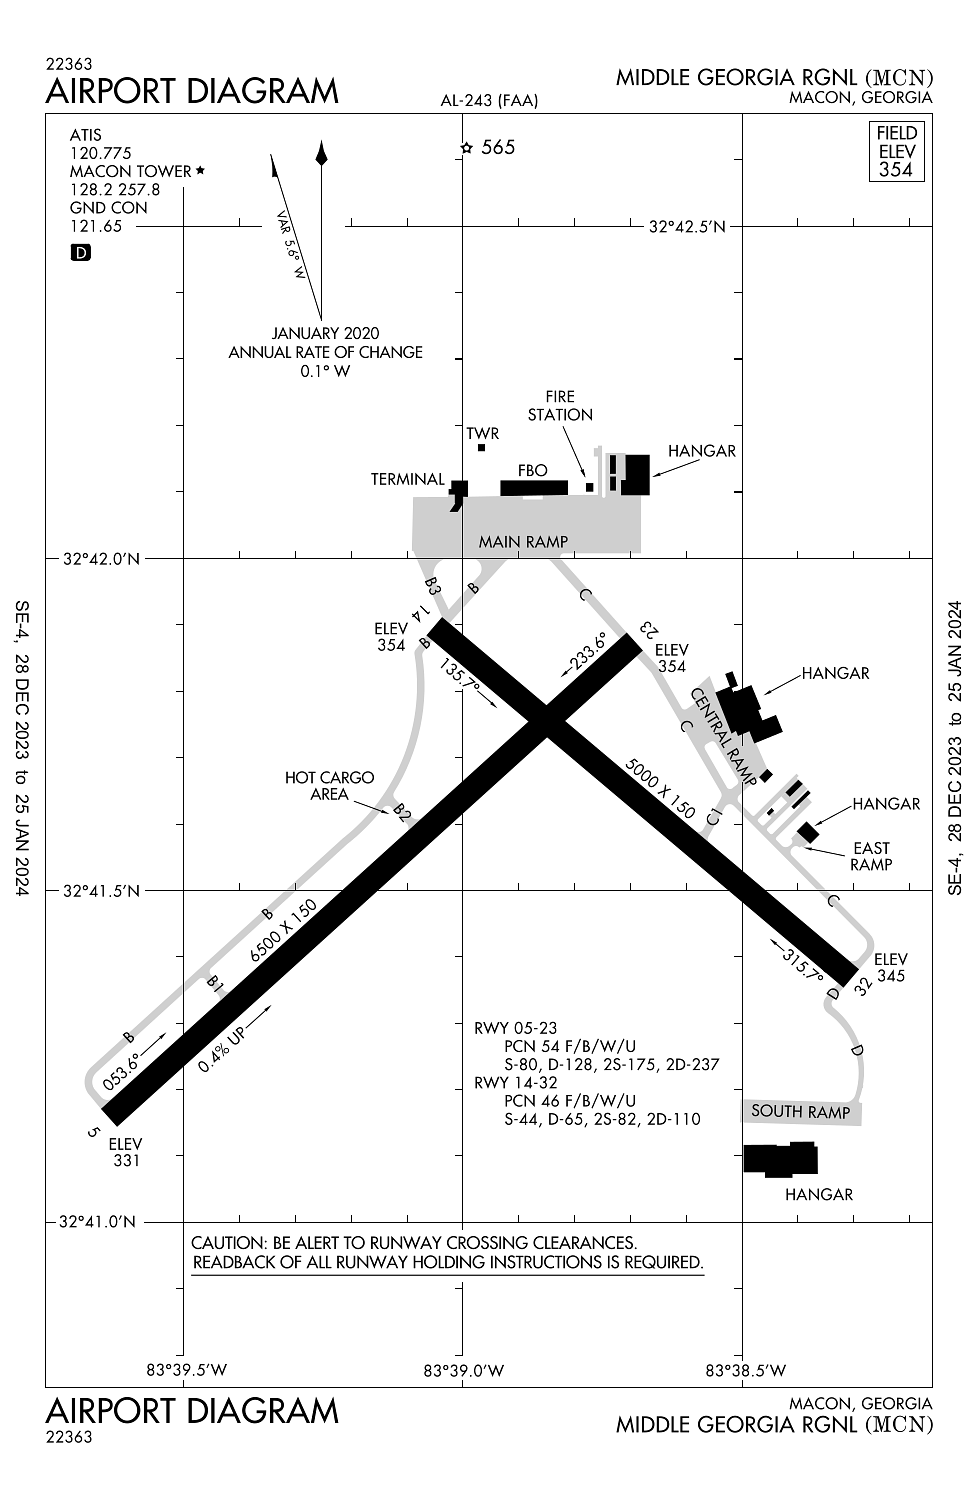 22363
AIRPORT DIAGRAM
AL-243 (FAA)
MIDDLE GEORGIA RGNL (MCN)
MACON, GEORGIA
ATIS
120.775
MACON TOWER
128.2 257.8
GND CON
121.65
D
VAR 5.6° W
JANUARY 2020
ANNUAL RATE OF CHANGE
0.1° W
565
FIELD
ELEV
354
32°42.5'N
FIRE
STATION
TWR
HANGAR
TERMINAL
FBO
MAIN RAMP
32°42.0'N
B3
B
C
14
ELEV
354
B
135.7°
233.6°
23
ELEV
354
HANGAR
CENTRAL RAMP
C
HOT CARGO
AREA
B2
5000 X 150
C1
HANGAR
EAST
RAMP
32°41.5'N
B
6500 X 150
C
B1
315.7°
ELEV
345
32
D
B
053.6°
0.4% UP
D
RWY 05-23
PCN 54 F/B/W/U
S-80, D-128, 2S-175, 2D-237
RWY 14-32
PCN 46 F/B/W/U
S-44, D-65, 2S-82, 2D-110
SOUTH RAMP
5
ELEV
331
HANGAR
32°41.0'N
CAUTION: BE ALERT TO RUNWAY CROSSING CLEARANCES.
READBACK OF ALL RUNWAY HOLDING INSTRUCTIONS IS REQUIRED.
83°39.5'W
83°39.0'W
83°38.5'W
SE-4, 28 DEC 2023 to 25 JAN 2024
SE-4, 28 DEC 2023 to 25 JAN 2024
AIRPORT DIAGRAM
22363
MACON, GEORGIA
MIDDLE GEORGIA RGNL (MCN)